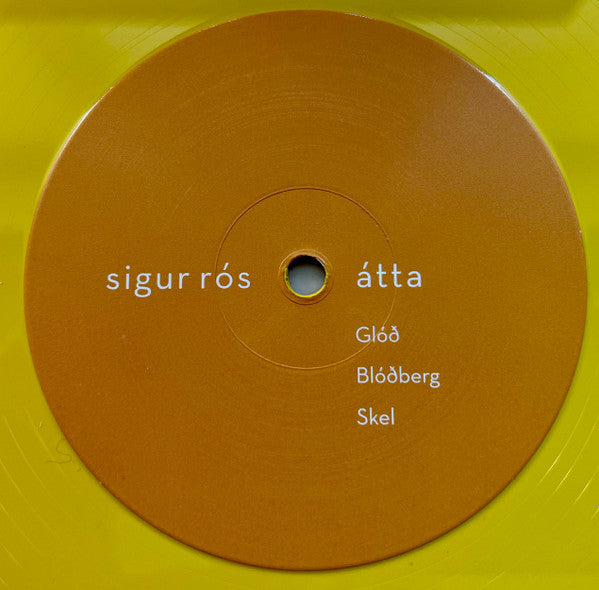 sigur rós
átta
Glóð
Blóðberg
Skel